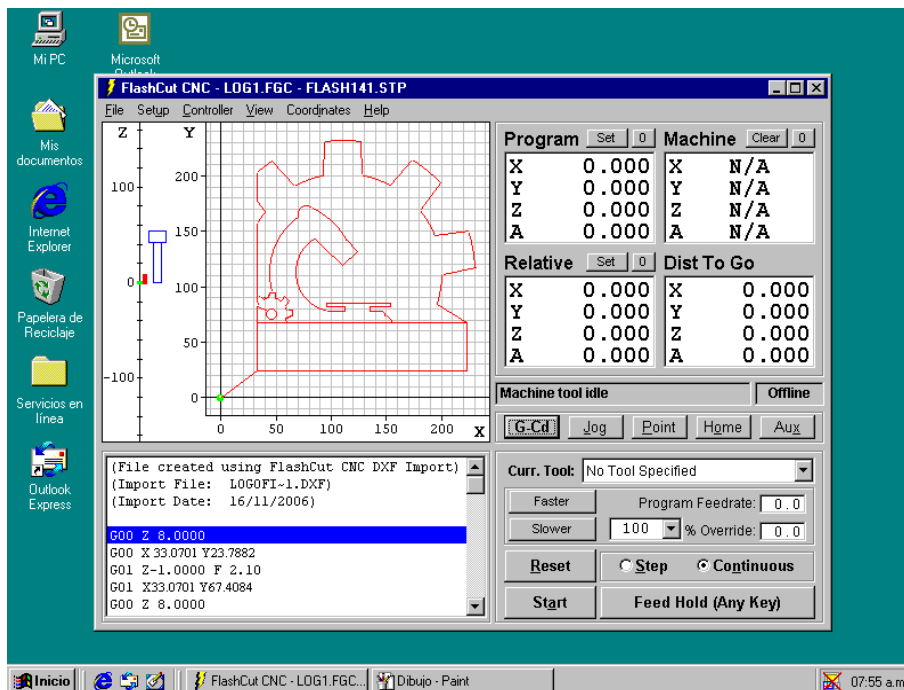 Mi PC
Microsoft
Outlook
Mis
documentos
Internet
Explorer
Papelera de
Reciclaje
Servicios en
línea
Outlook
Express
FlashCut CNC - LOG1.FGC - FLASH141.STP
File Setup Controller View Coordinates Help
Z Y
100
0
-100
200
150
100
50
0
0 50 100 150 200 X
Program Set 0 Machine Clear 0
X 0.000 X N/A
Y 0.000 Y N/A
Z 0.000 Z N/A
A 0.000 A N/A
Relative Set 0 Dist To Go
X 0.000 X 0.000
Y 0.000 Y 0.000
Z 0.000 Z 0.000
A 0.000 A 0.000
Machine tool idle Offline
G-Cd Jog Point Home Aux
(File created using FlashCut CNC DXF Import)
(Import File: LOGOFI~1.DXF)
(Import Date: 16/11/2006)
G00 Z 8.0000
G00 X 33.0701 Y23.7882
G01 Z-1.0000 F 2.10
G01 X33.0701 Y67.4084
G00 Z 8.0000
Curr. Tool: No Tool Specified
Faster Program Feedrate: 0.0
Slower 100 % Override: 0.0
Reset Step Continuous
Start Feed Hold (Any Key)
Inicio FlashCut CNC - LOG1.FGC... Dibujo - Paint 07:55 a.m